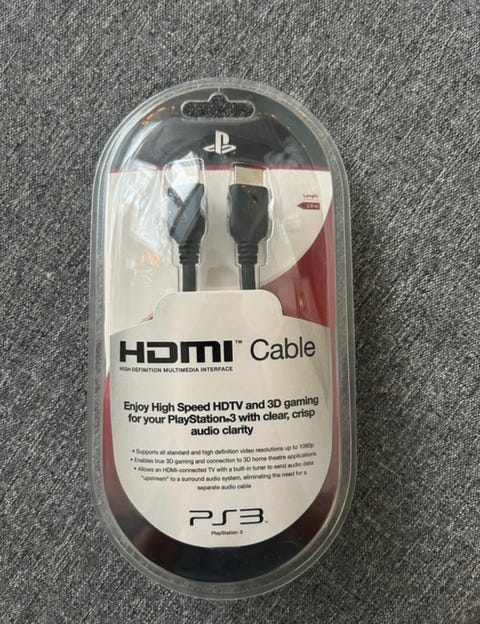 Length
HDMI™ Cable
HIGH-DEFINITION MULTIMEDIA INTERFACE
Enjoy High Speed HDTV and 3D gaming
for your PlayStation®3 with clear, crisp
audio clarity
• Supports all standard and high definition video resolutions up to 1080p
• Enables true 3D gaming and connection to 3D home theatre applications
• Allows an HDMI-connected TV with a built-in tuner to send audio data
"upstream" to a surround audio system, eliminating the need for a
separate audio cable
PS3™
PlayStation 3